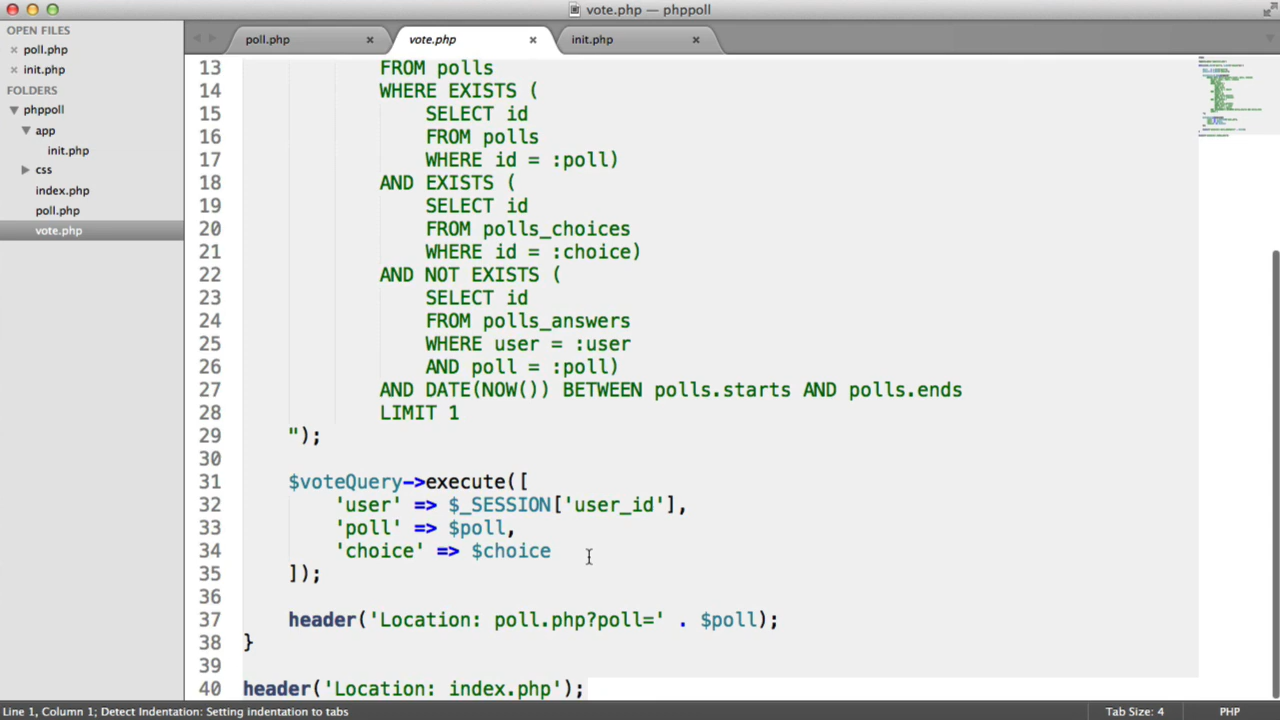 vote.php — phppoll
OPEN FILES
poll.php
init.php
FOLDERS
phppoll
app
init.php
css
index.php
poll.php
vote.php
poll.php
vote.php
init.php
13 FROM polls
14 WHERE EXISTS (
15 SELECT id
16 FROM polls
17 WHERE id = :poll)
18 AND EXISTS (
19 SELECT id
20 FROM polls_choices
21 WHERE id = :choice)
22 AND NOT EXISTS (
23 SELECT id
24 FROM polls_answers
25 WHERE user = :user
26 AND poll = :poll)
27 AND DATE(NOW()) BETWEEN polls.starts AND polls.ends
28 LIMIT 1
29 ");
30
31 $voteQuery->execute([
32 'user' => $_SESSION['user_id'],
33 'poll' => $poll,
34 'choice' => $choice
35 ]);
36
37 header('Location: poll.php?poll=' . $poll);
38 }
39
40 header('Location: index.php');
Line 1, Column 1; Detect Indentation: Setting indentation to tabs
Tab Size: 4
PHP